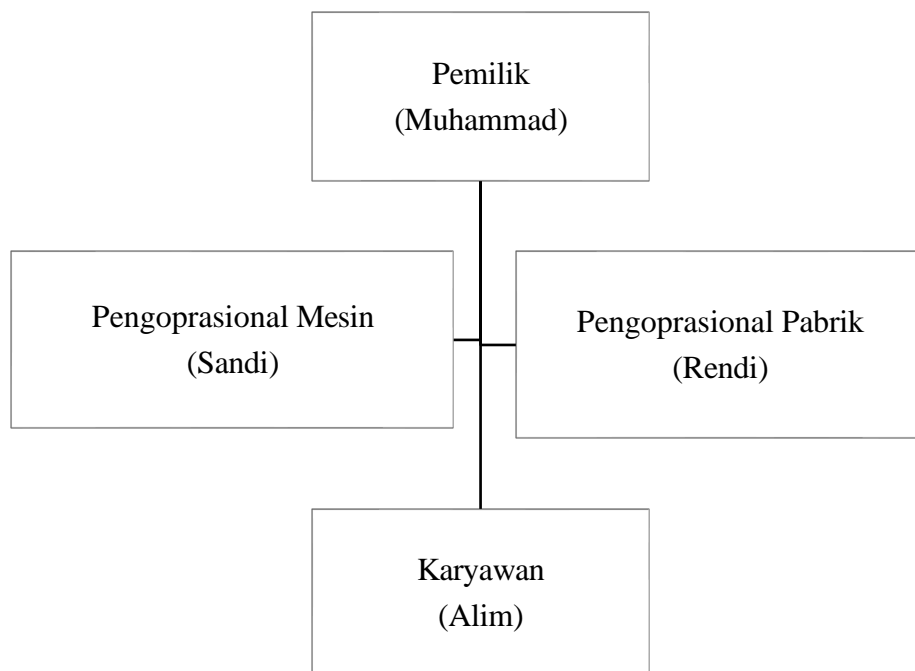 Pemilik
(Muhammad)
Pengoprasional Mesin
(Sandi)
Pengoprasional Pabrik
(Rendi)
Karyawan
(Alim)